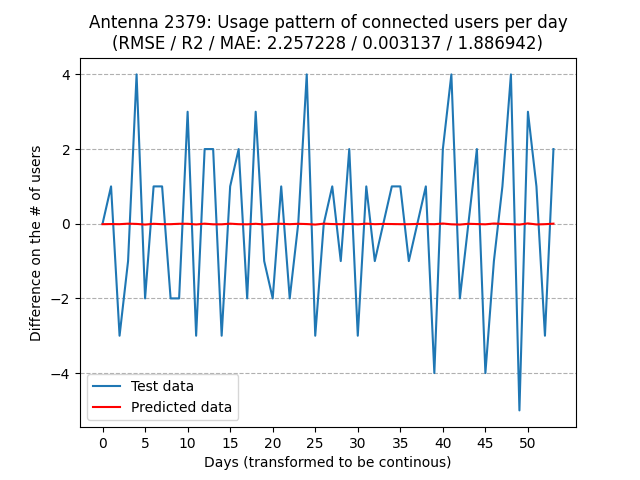 Antenna 2379: Usage pattern of connected users per day
(RMSE / R2 / MAE: 2.257228 / 0.003137 / 1.886942)
Difference on the # of users
4
2
0
−2
−4
Test data
Predicted data
0 5 10 15 20 25 30 35 40 45 50
Days (transformed to be continous)